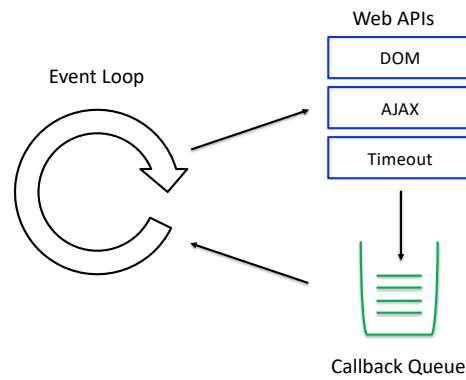 Web APIs
DOM
Event Loop
AJAX
Timeout
Callback Queue